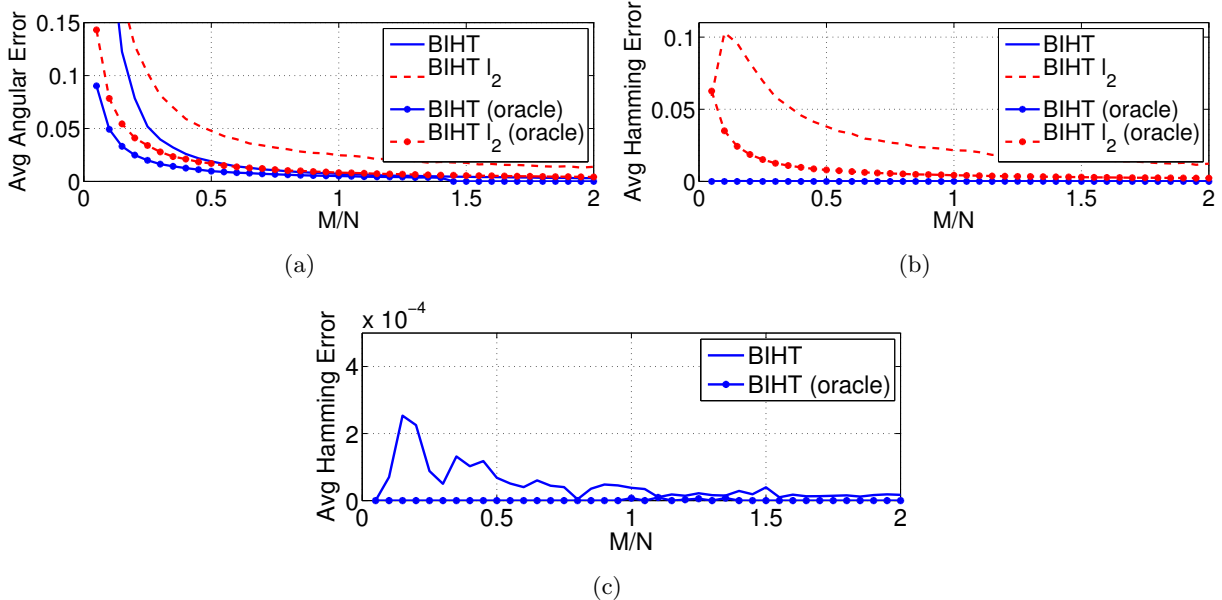 0.15
0.1
0.05
0
0
0.5
1
1.5
2
Avg Angular Error
M/N
BIHT
BIHT l2
BIHT (oracle)
BIHT l2 (oracle)
(a)
0.1
0.05
0
0
0.5
1
1.5
2
Avg Hamming Error
M/N
BIHT
BIHT l2
BIHT (oracle)
BIHT l2 (oracle)
(b)
x 10−4
4
2
0
0
0.5
1
1.5
2
Avg Hamming Error
M/N
BIHT
BIHT (oracle)
(c)